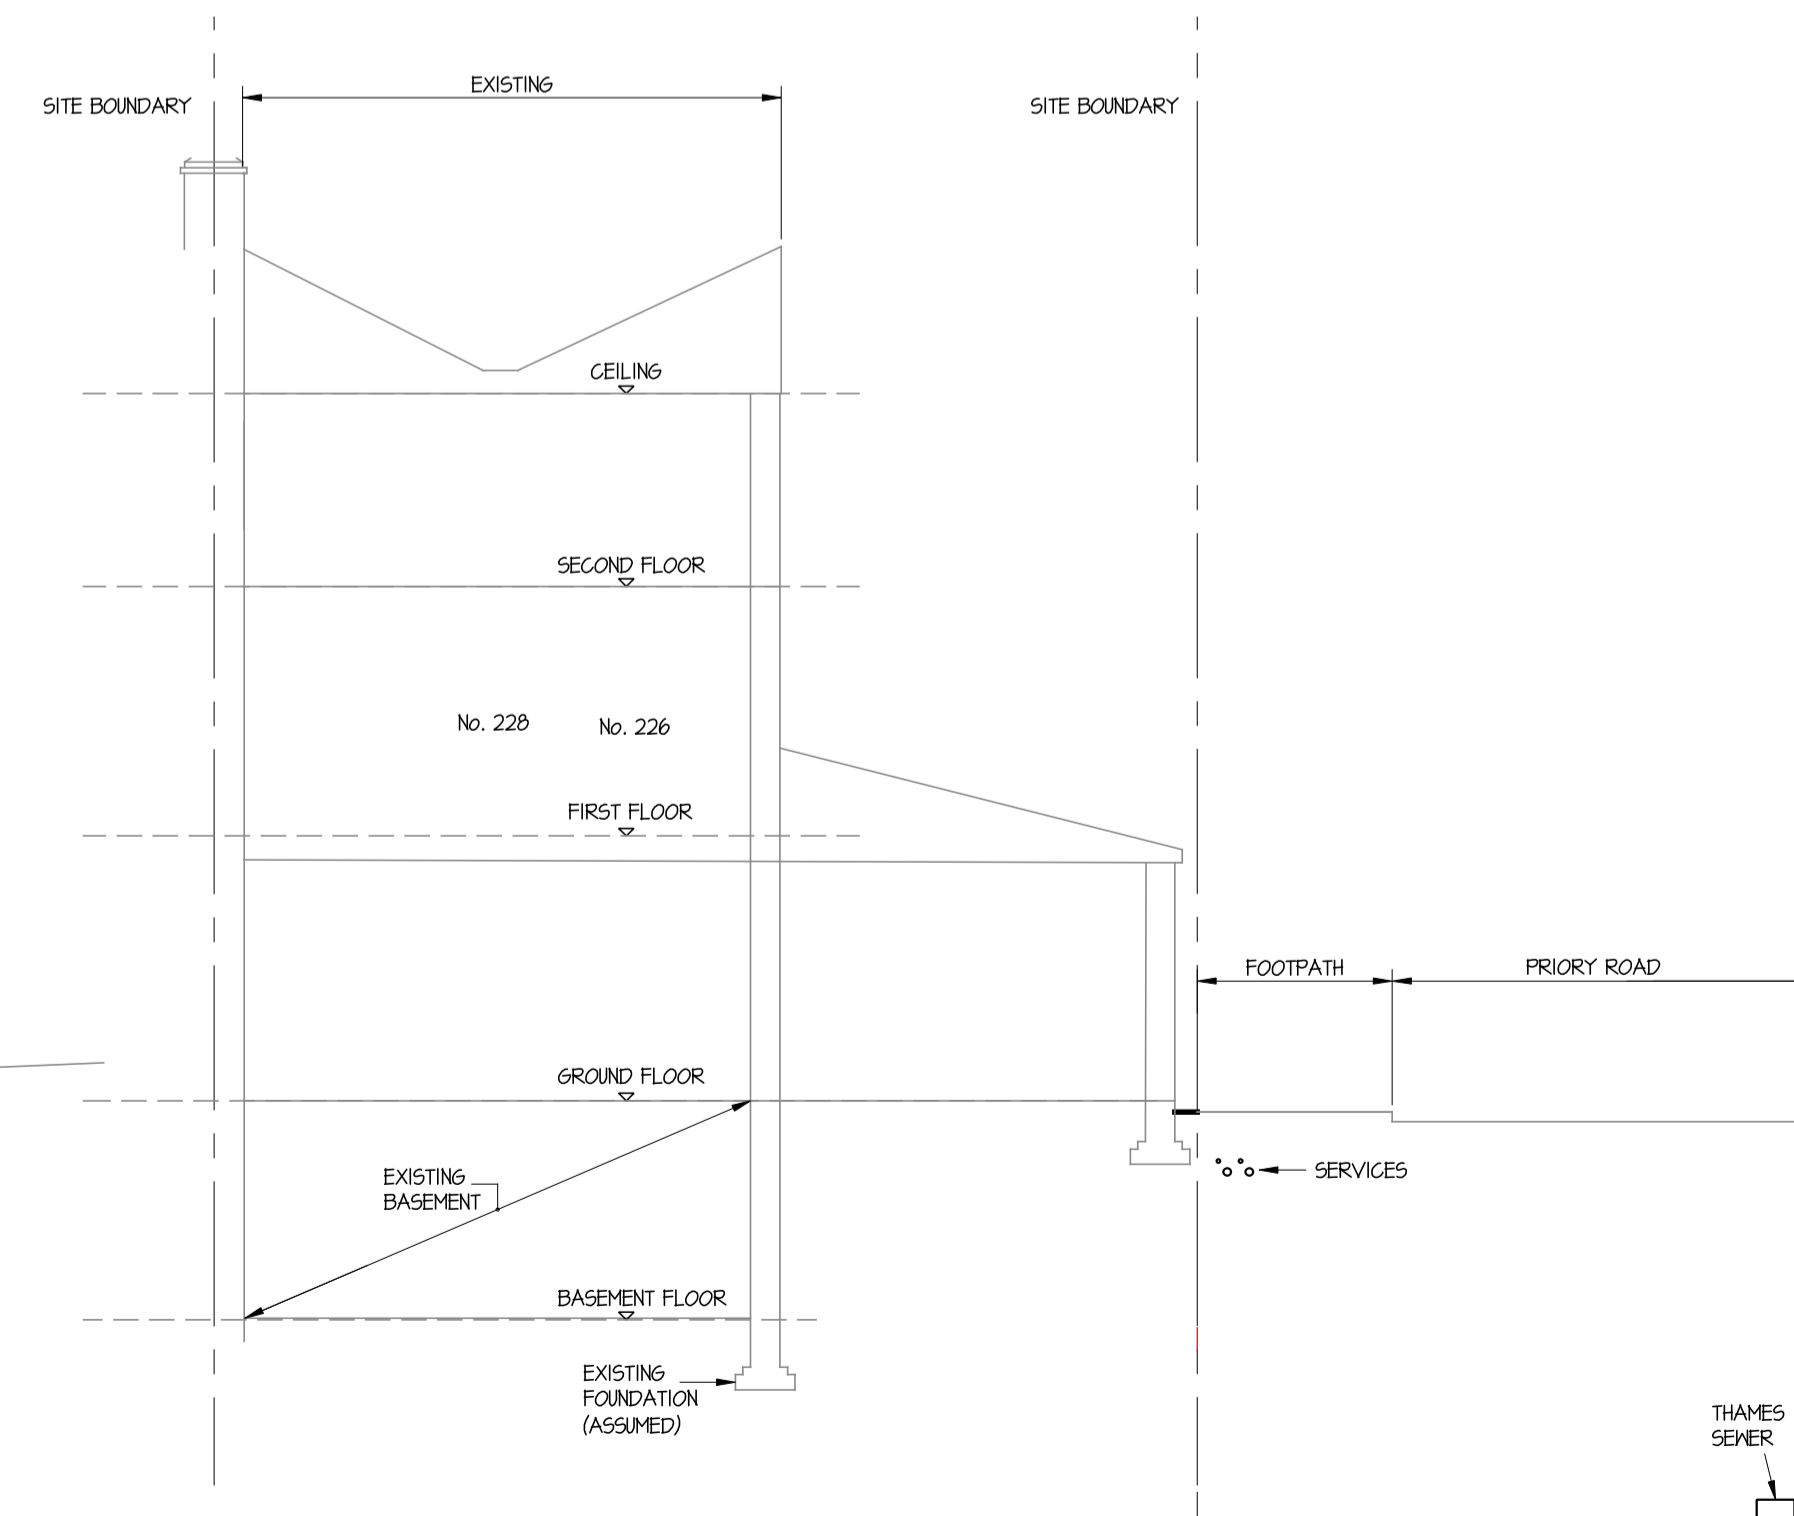 EXISTING
SITE BOUNDARY
SITE BOUNDARY
CEILING
SECOND FLOOR
No. 228
No. 226
FIRST FLOOR
FOOTPATH
PRIORY ROAD
GROUND FLOOR
EXISTING
BASEMENT
SERVICES
BASEMENT FLOOR
EXISTING
FOUNDATION
(ASSUMED)
THAMES
SEWER